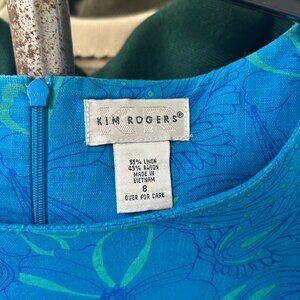 KIM ROGERS®
55% LINEN
45% RAYON
MADE IN
VIETNAM
8
OVER FOR CARE